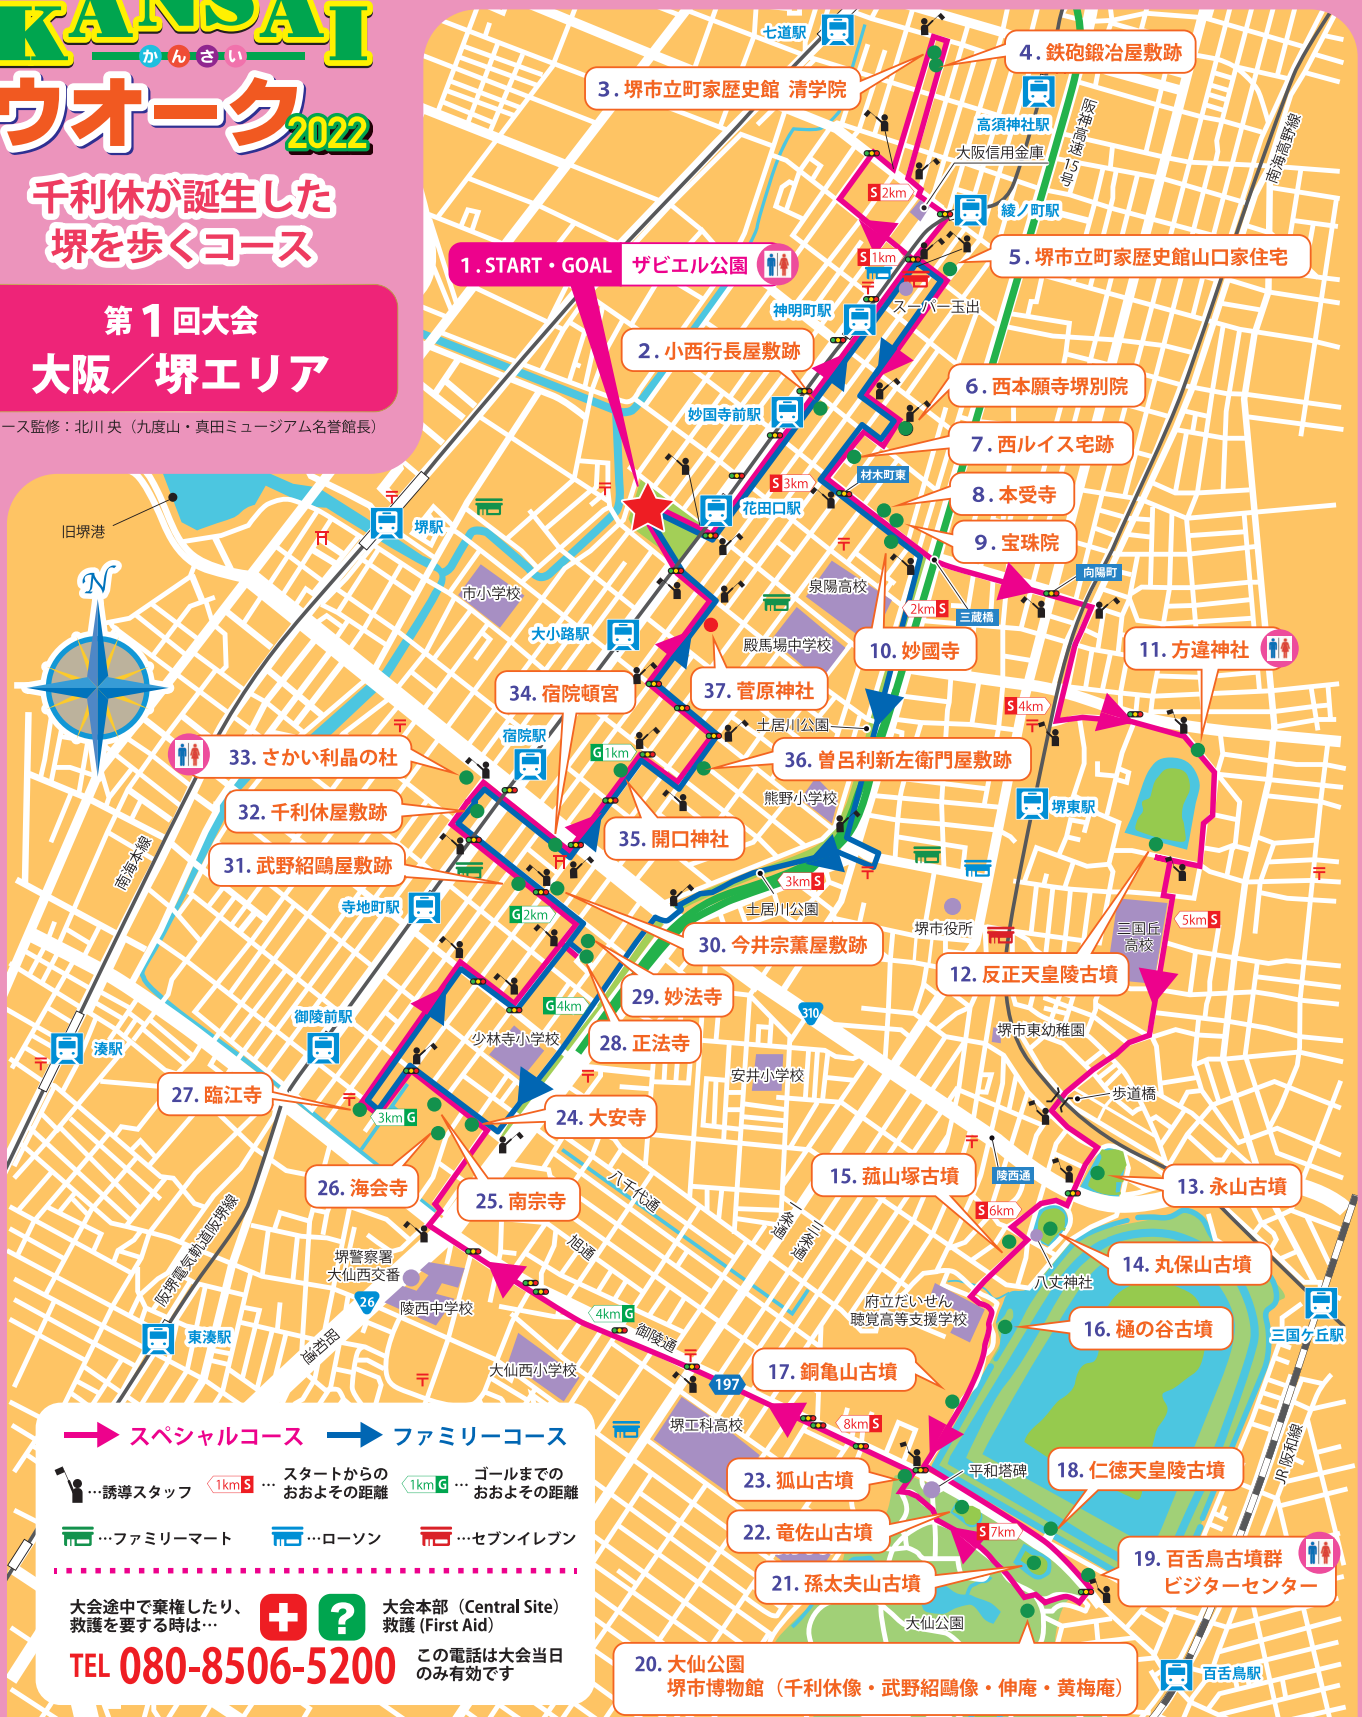 KANSAI
かんさい
ウオーク
2022
千利休が誕生した
堺を歩くコース
第1回大会
大阪／堺エリア
ース監修：北川 央（九度山・真田ミュージアム名誉館長）
七道駅
4. 鉄砲鍛冶屋敷跡
3. 堺市立町家歴史館 清学院
高須神社駅
阪神高速15号
南海高野線
大阪信用金庫
S 2km
綾ノ町駅
S 1km
5. 堺市立町家歴史館山口家住宅
1. START・GOAL ザビエル公園
スーパー玉出
神明町駅
2. 小西行長屋敷跡
6. 西本願寺堺別院
妙国寺前駅
7. 西ルイス宅跡
材木町東
S 3km
8. 本受寺
花田口駅
9. 宝珠院
旧堺港
堺駅
N
市小学校
泉陽高校
向陽町
2km S
三蔵橋
大小路駅
殿馬場中学校
10. 妙國寺
11. 方違神社
34. 宿院頓宮
37. 菅原神社
S 4km
土居川公園
宿院駅
33. さかい利晶の杜
G 1km
36. 曽呂利新左衛門屋敷跡
熊野小学校
堺東駅
32. 千利休屋敷跡
35. 開口神社
31. 武野紹鷗屋敷跡
南海本線
3km S
寺地町駅
G 2km
土居川公園
堺市役所
三国丘
高校
5km S
30. 今井宗薫屋敷跡
12. 反正天皇陵古墳
29. 妙法寺
G 4km
310
御陵前駅
少林寺小学校
28. 正法寺
堺市東幼稚園
湊駅
安井小学校
27. 臨江寺
3km G
24. 大安寺
歩道橋
15. 菰山塚古墳
陵西通
26. 海会寺
25. 南宗寺
八千代通
13. 永山古墳
S 6km
一条通
三条通
阪堺電気軌道阪堺線
旭通
14. 丸保山古墳
堺警察署
大仙西交番
八丈神社
26
陵西中学校
府立だいせん
聴覚高等支援学校
4km G
三国ケ丘駅
16. 樋の谷古墳
東湊駅
昭和通
御陵通
大仙西小学校
17. 銅亀山古墳
197
スペシャルコース
ファミリーコース
堺工科高校
8km S
JR 阪和線
…誘導スタッフ
1km S … スタートからの
おおよその距離
1km G … ゴールまでの
おおよその距離
平和塔碑
18. 仁徳天皇陵古墳
23. 狐山古墳
…ファミリーマート
…ローソン
…セブンイレブン
22. 竜佐山古墳
S 7km
19. 百舌鳥古墳群
ビジターセンター
21. 孫太夫山古墳
大仙公園
大会途中で棄権したり、
救護を要する時は…
?
大会本部（Central Site）
救護 (First Aid)
TEL 080-8506-5200
この電話は大会当日
のみ有効です
20. 大仙公園
堺市博物館（千利休像・武野紹鷗像・伸庵・黄梅庵）
百舌鳥駅